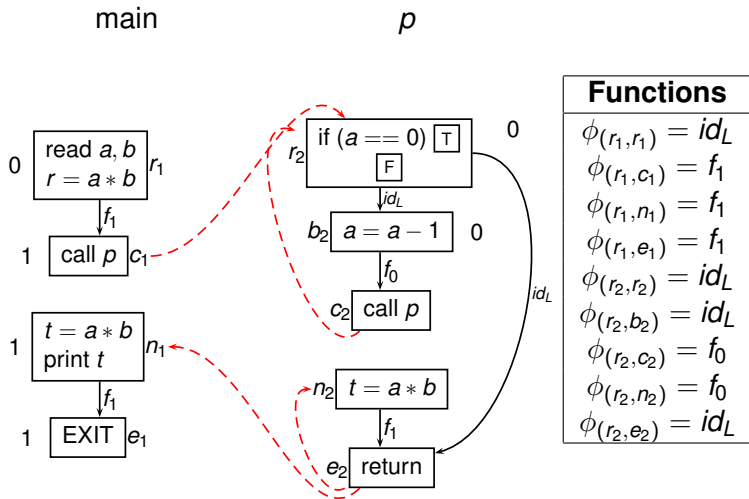 main
p
0
read a, b
r = a ∗ b
r1
f1
1
call p
c1
1
t = a ∗ b
print t
n1
f1
1
EXIT
e1
r2
if (a == 0) T
F
0
idL
b2
a = a − 1
0
f0
c2
call p
idL
n2
t = a ∗ b
f1
e2
return
Functions
ϕ(r1,r1) = idL
ϕ(r1,c1) = f1
ϕ(r1,n1) = f1
ϕ(r1,e1) = f1
ϕ(r2,r2) = idL
ϕ(r2,b2) = idL
ϕ(r2,c2) = f0
ϕ(r2,n2) = f0
ϕ(r2,e2) = idL